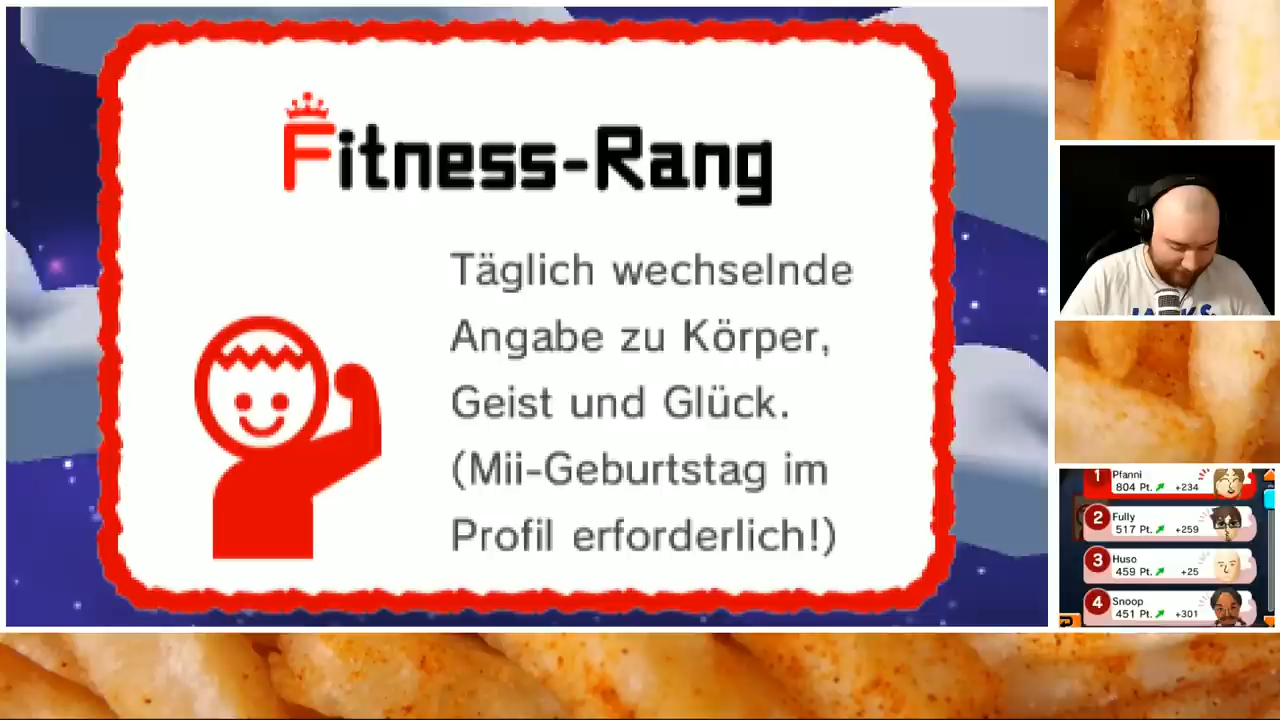 Fitness-Rang
Täglich wechselnde
Angabe zu Körper,
Geist und Glück.
(Mii-Geburtstag im
Profil erforderlich!)
1 Pfanni
804 Pt. +234
2 Fully
517 Pt. +259
3 Huso
459 Pt. +25
4 Snoop
451 Pt. +301